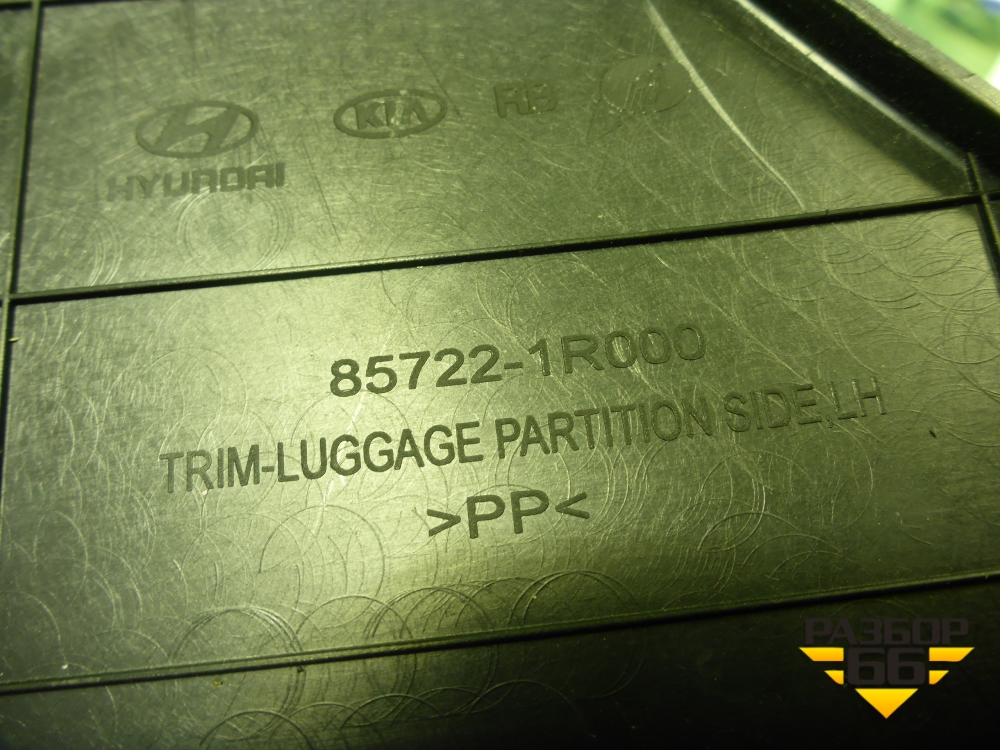 HYUNDAI
KIA
RB
85722-1R000
TRIM-LUGGAGE PARTITION SIDE,LH
>PP<
РАЗБОР
66